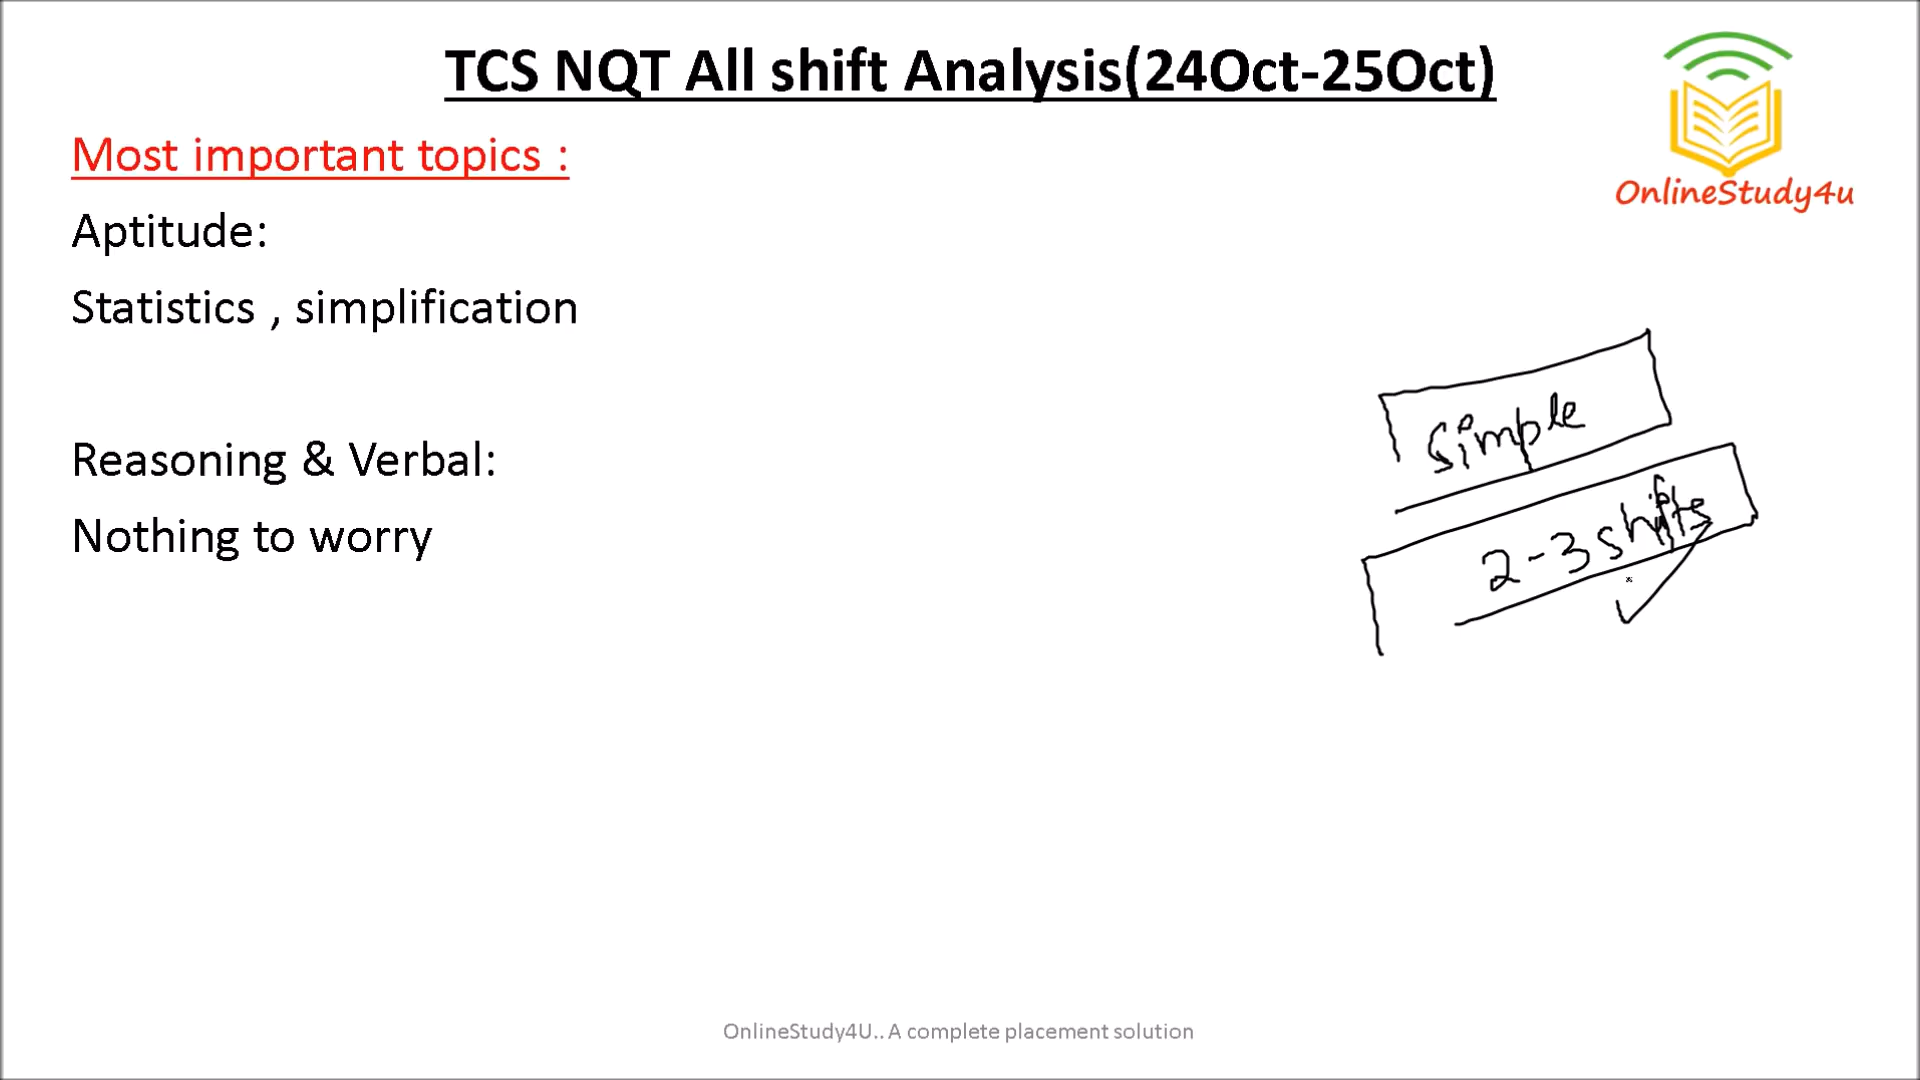 TCS NQT All shift Analysis(24Oct-25Oct)
OnlineStudy4u
Most important topics :
Aptitude:
Statistics , simplification
Reasoning & Verbal:
Nothing to worry
Simple
2-3 shifts
OnlineStudy4U.. A complete placement solution